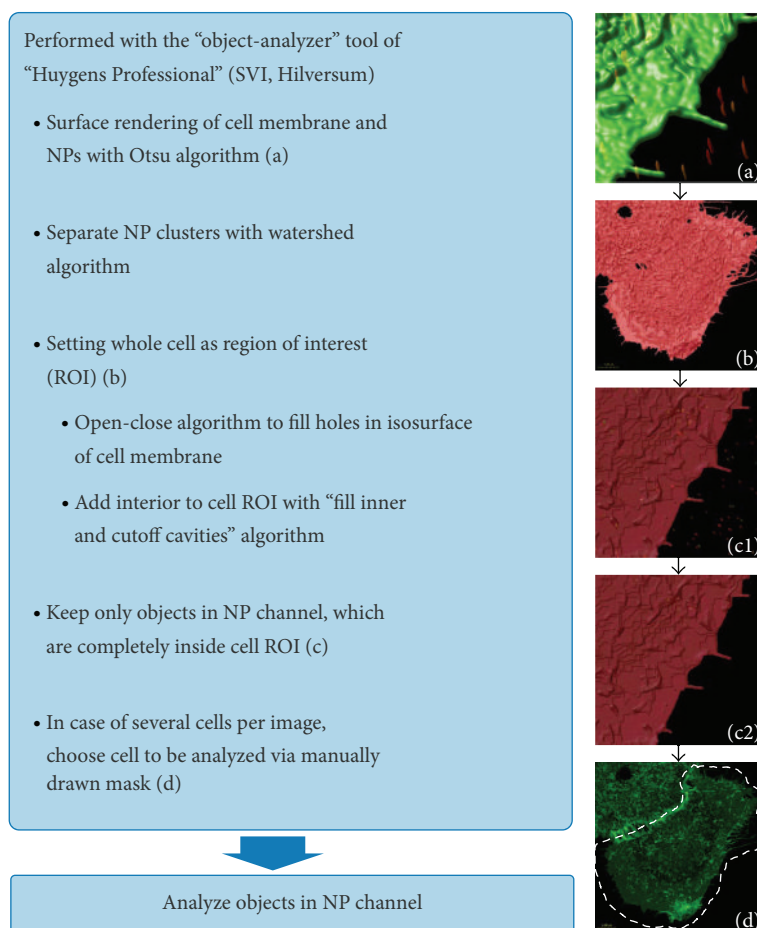 Performed with the “object-analyzer” tool of
“Huygens Professional” (SVI, Hilversum)
• Surface rendering of cell membrane and
NPs with Otsu algorithm (a)
• Separate NP clusters with watershed
algorithm
• Setting whole cell as region of interest
(ROI) (b)
• Open-close algorithm to fill holes in isosurface
of cell membrane
• Add interior to cell ROI with “fill inner
and cutoff cavities” algorithm
• Keep only objects in NP channel, which
are completely inside cell ROI (c)
• In case of several cells per image,
choose cell to be analyzed via manually
drawn mask (d)
Analyze objects in NP channel
(a)
(b)
(c1)
(c2)
(d)